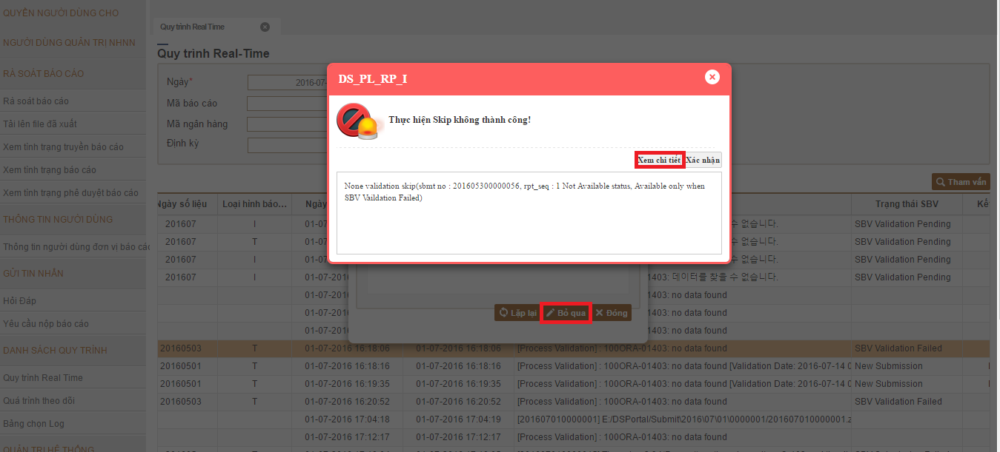 QUYỀN NGƯỜI DÙNG CHO
NGƯỜI DÙNG QUẢN TRỊ NHNN
RÀ SOÁT BÁO CÁO
Rà soát báo cáo
Tải lên file đã xuất
Xem tình trạng truyền báo cáo
Xem tình trạng báo cáo
Xem tình trạng phê duyệt báo cáo
THÔNG TIN NGƯỜI DÙNG
Thông tin người dùng đơn vị báo cáo
GỬI TIN NHẮN
Hỏi Đáp
Yêu cầu nộp báo cáo
DANH SÁCH QUY TRÌNH
Quy trình Real Time
Quá trình theo dõi
Bảng chọn Log
QUẢN TRỊ HỆ THỐNG
Quy trình Real Time
Quy trình Real-Time
Ngày* 2016-07-
Mã báo cáo
Mã ngân hàng
Định kỳ
Tham vấn
DS_PL_RP_I
Thực hiện Skip không thành công!
Xem chi tiết Xác nhận
None validation skip(sbmt no : 201605300000056, rpt_seq : 1 Not Available status, Available only when
SBV Vaildation Failed)
Lập lại Bỏ qua Đóng
Ngày số liệu Loại hình báo... Ngày Trạng thái SBV Kế
201607 I 01-07 수 없습니다. SBV Validation Pending
201607 T 01-07 수 없습니다. SBV Validation Pending
201607 I 01-07 수 없습니다. SBV Validation Pending
201607 I 01-07-201 1403: 데이터를 찾을 수 없습니다. SBV Validation Pending
01-07-201 1403: no data found
01-07-201 1403: no data found
01-07-201 1403: no data found
20160503 T 01-07-2016 16:18:06 01-07-2016 16:18:06 [Process Validation] : 100ORA-01403: no data found SBV Validation Failed
20160501 T 01-07-2016 16:18:16 01-07-2016 16:18:16 [Process Validation] : 100ORA-01403: no data found [Validation Date: 2016-07-14 0 New Submission
20160501 T 01-07-2016 16:19:35 01-07-2016 16:19:35 [Process Validation] : 100ORA-01403: no data found [Validation Date: 2016-07-14 0 New Submission
20160503 T 01-07-2016 16:20:52 01-07-2016 16:20:52 [Process Validation] : 100ORA-01403: no data found SBV Validation Failed
01-07-2016 17:04:18 01-07-2016 17:04:19 [201607010000001] E:/DSPortal/Submit\2016\07\01\0000001/201607010000001.z
01-07-2016 17:12:17 01-07-2016 17:12:17 [Process Validation] : 100ORA-01403: no data found